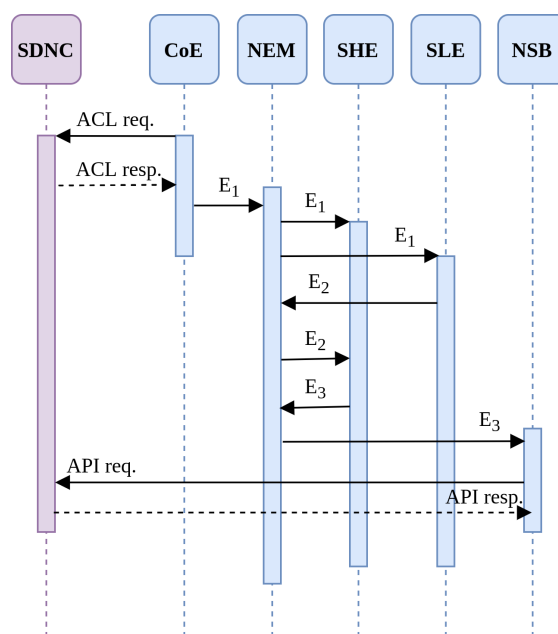 SDNC CoE NEM SHE SLE NSB
ACL req.
ACL resp.
E1
E1
E1
E2
E2
E3
E3
API req.
API resp.